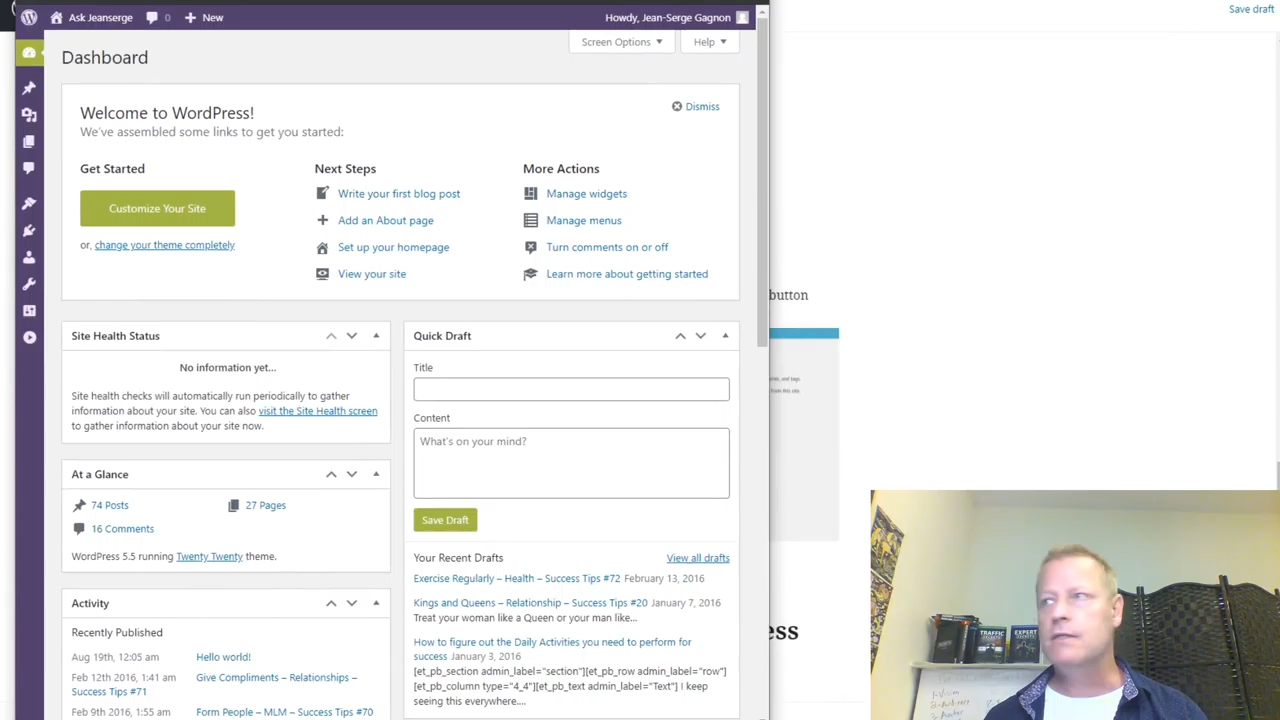 Ask Jeanserge
0
New
Howdy, Jean-Serge Gagnon
Save draft
Screen Options
Help
Dashboard
Welcome to WordPress!
Dismiss
We've assembled some links to get you started:
Get Started
Next Steps
More Actions
Customize Your Site
Write your first blog post
Manage widgets
Add an About page
Manage menus
or, change your theme completely
Set up your homepage
Turn comments on or off
View your site
Learn more about getting started
button
Site Health Status
No information yet...
Site health checks will automatically run periodically to gather
information about your site. You can also visit the Site Health screen
to gather information about your site now.
Quick Draft
Title
Content
What's on your mind?
Save Draft
At a Glance
74 Posts
27 Pages
16 Comments
WordPress 5.5 running Twenty Twenty theme.
Your Recent Drafts
View all drafts
Exercise Regularly – Health – Success Tips #72 February 13, 2016
Kings and Queens – Relationship – Success Tips #20 January 7, 2016
Treat your woman like a Queen or your man like...
How to figure out the Daily Activities you need to perform for
success January 3, 2016
[et_pb_section admin_label="section"][et_pb_row admin_label="row"]
[et_pb_column type="4_4"][et_pb_text admin_label="Text"] I keep
seeing this everywhere....
Activity
Recently Published
Aug 19th, 12:05 am Hello world!
Feb 12th, 1:41 am Give Compliments – Relationships –
Success Tips #71
Feb 9th 2016, 1:55 am Form People – MLM – Success Tips #70
ess
TRAFFIC
SECRETS
EXPERT
SECRETS